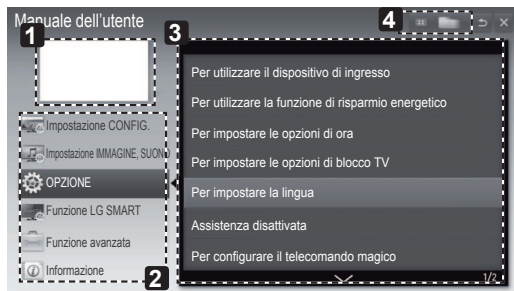 Manuale dell'utente
1
3
4
Impostazione CONFIG.
Impostazione IMMAGINE, SUONO
OPZIONE
Funzione LG SMART
Funzione avanzata
Informazione
2
Per utilizzare il dispositivo di ingresso
Per utilizzare la funzione di risparmio energetico
Per impostare le opzioni di ora
Per impostare le opzioni di blocco TV
Per impostare la lingua
Assistenza disattivata
Per configurare il telecomando magico
1/2